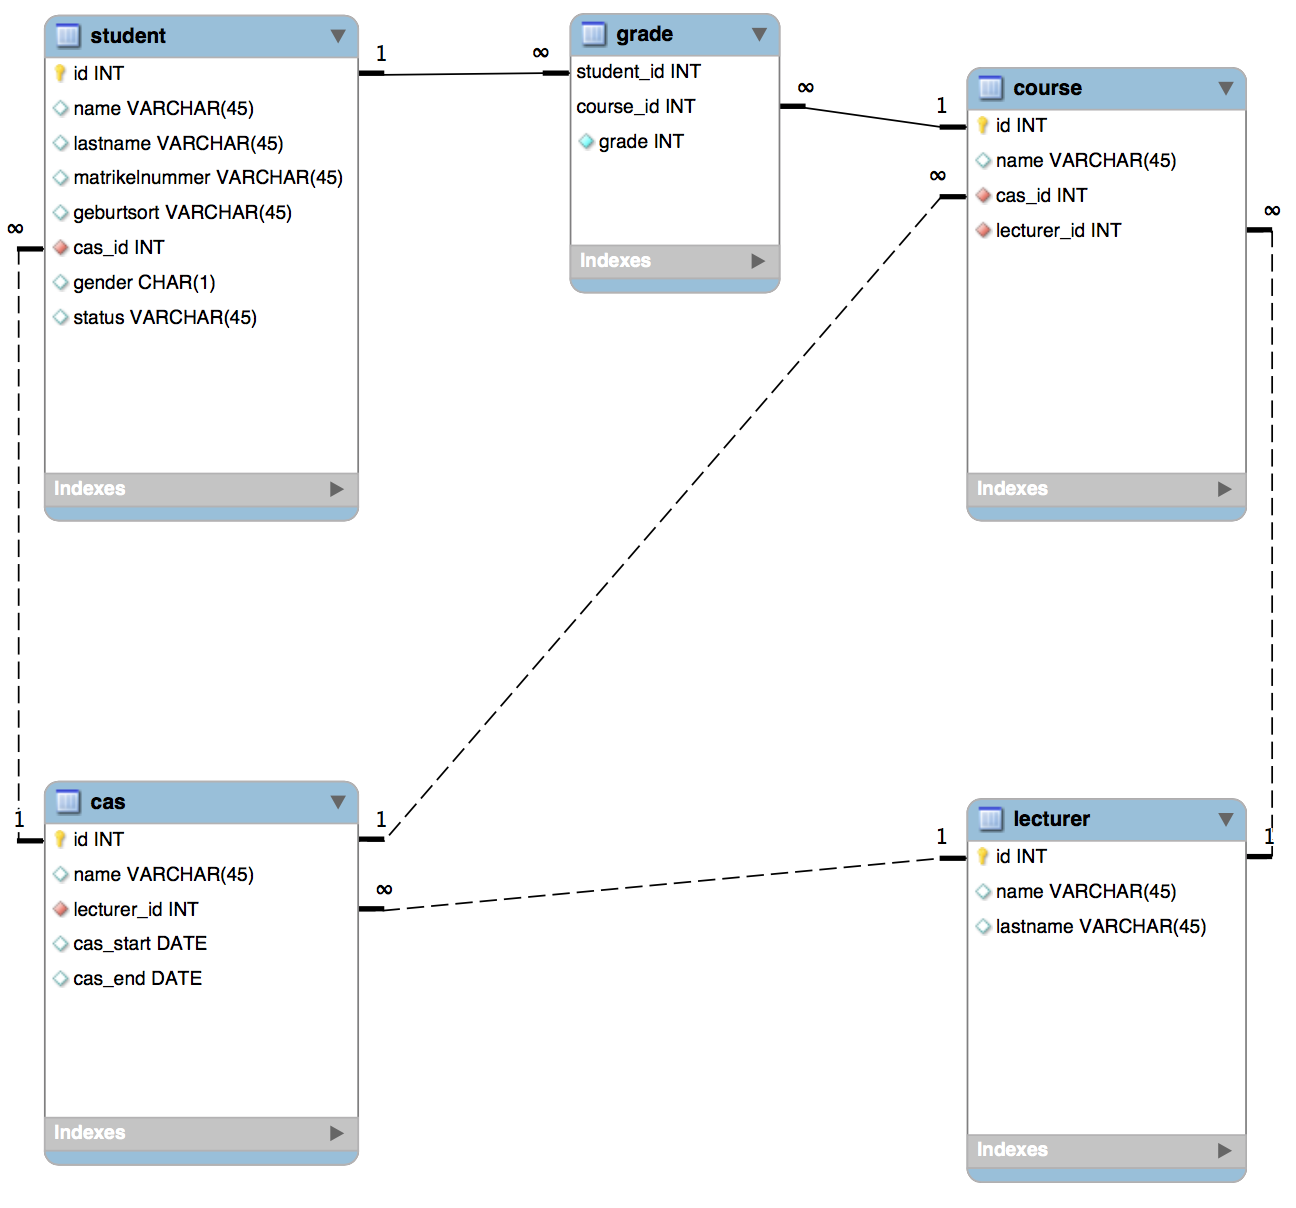 student
id INT
name VARCHAR(45)
lastname VARCHAR(45)
matrikelnummer VARCHAR(45)
geburtsort VARCHAR(45)
cas_id INT
gender CHAR(1)
status VARCHAR(45)
Indexes
1
∞
grade
student_id INT
course_id INT
grade INT
Indexes
∞
1
course
id INT
name VARCHAR(45)
cas_id INT
lecturer_id INT
Indexes
∞
∞
∞
1
cas
id INT
name VARCHAR(45)
lecturer_id INT
cas_start DATE
cas_end DATE
Indexes
1
∞
1
lecturer
id INT
name VARCHAR(45)
lastname VARCHAR(45)
Indexes
1